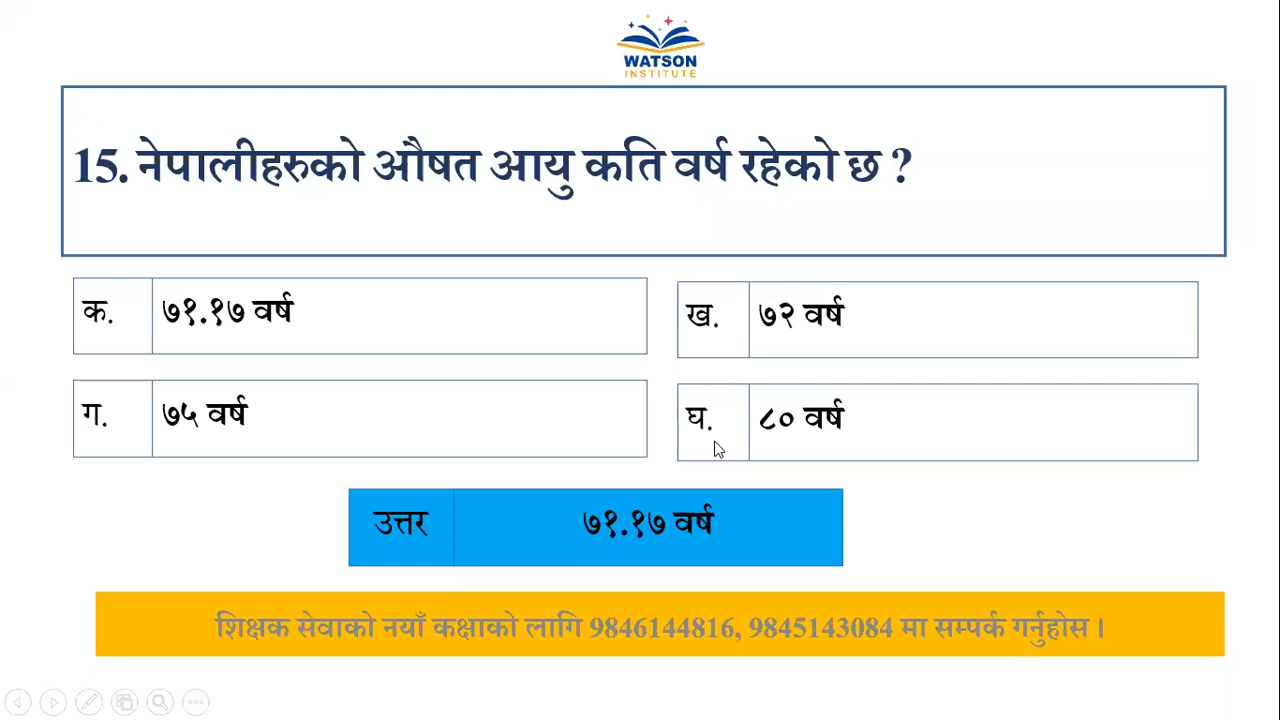 WATSON
INSTITUTE
15. नेपालीहरुको औषत आयु कति वर्ष रहेको छ ?
क. ७१.१७ वर्ष
ख. ७२ वर्ष
ग. ७५ वर्ष
घ. ८० वर्ष
उत्तर ७१.१७ वर्ष
शिक्षक सेवाको नयाँ कक्षाको लागि 9846144816, 9845143084 मा सम्पर्क गर्नुहोस ।